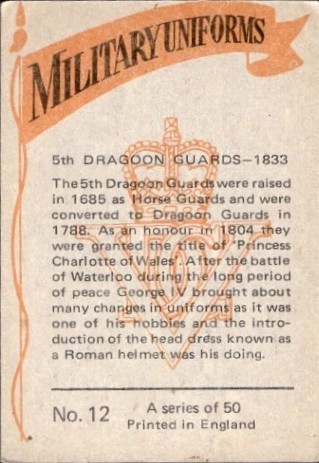 MILITARY UNIFORMS
5th DRAGOON GUARDS—1833
The 5th Dragoon Guards were raised
in 1685 as Horse Guards and were
converted to Dragoon Guards in
1788. As an honour in 1804 they
were granted the title of 'Princess
Charlotte of Wales'. After the battle
of Waterloo during the long period
of peace George IV brought about
many changes in uniforms as it was
one of his hobbies and the intro-
duction of the head dress known as
a Roman helmet was his doing.
No. 12
A series of 50
Printed in England